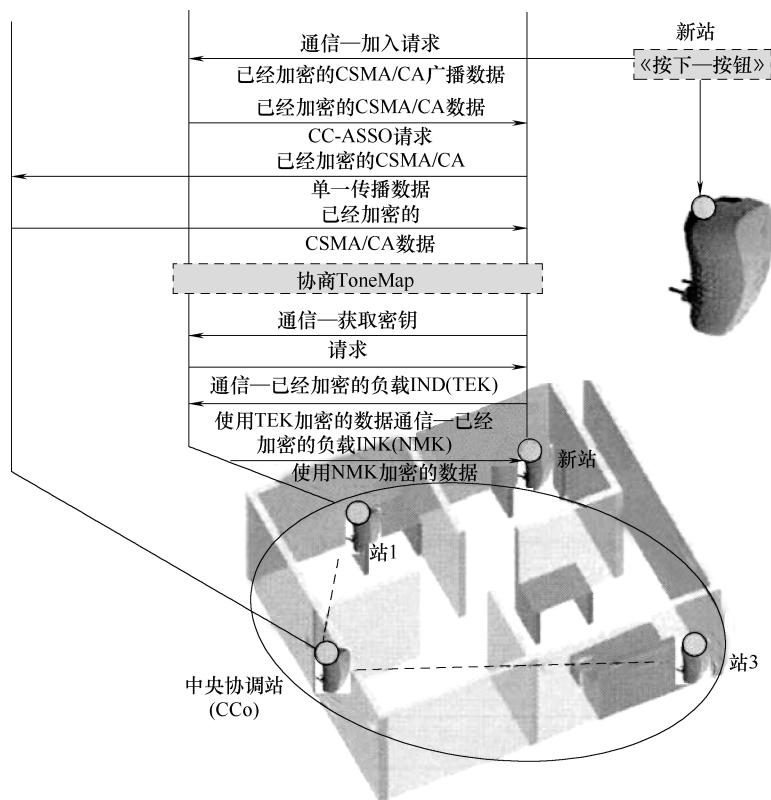 通信—加入请求
新站
《按下—按钮》
已经加密的CSMA/CA广播数据
已经加密的CSMA/CA数据
CC-ASSO请求
已经加密的CSMA/CA
单一传播数据
已经加密的
CSMA/CA数据
协商ToneMap
通信—获取密钥
请求
通信—已经加密的负载IND(TEK)
使用TEK加密的数据通信—已经
加密的负载INK(NMK)
使用NMK加密的数据
新站
站1
站3
中央协调站
(CCo)